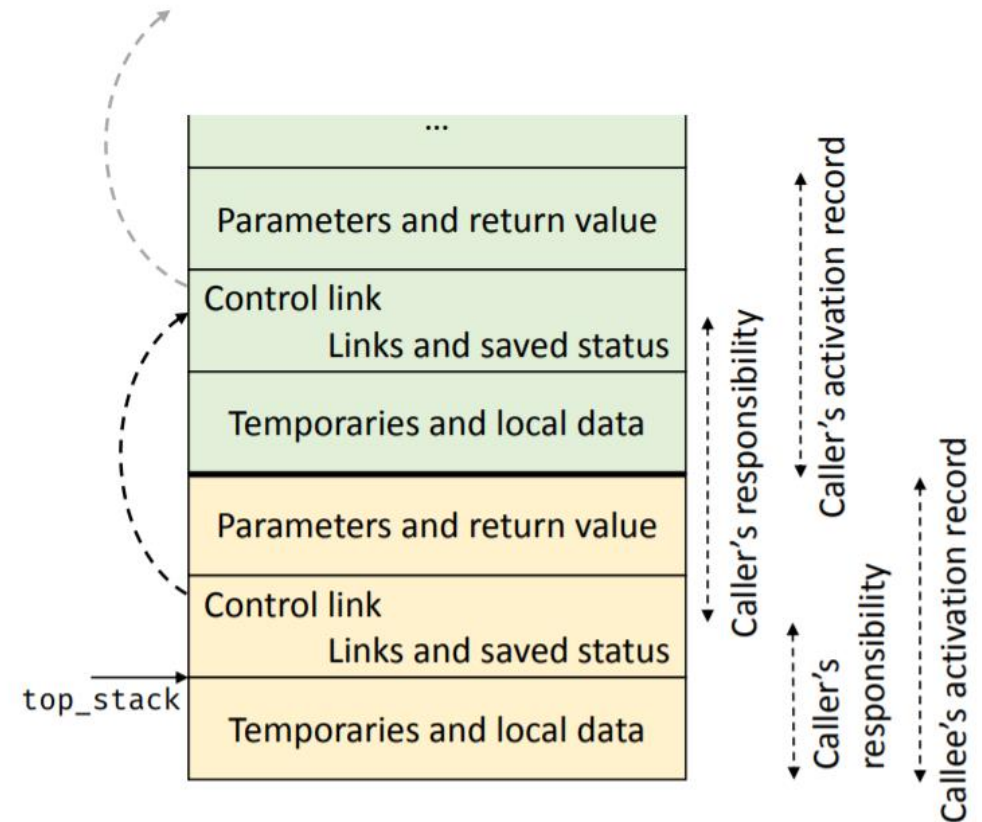 ...
Parameters and return value
Control link
Links and saved status
Temporaries and local data
Parameters and return value
Control link
Links and saved status
top_stack
Temporaries and local data
Caller's responsibility
Caller's activation record
Caller's
responsibility
Callee's activation record